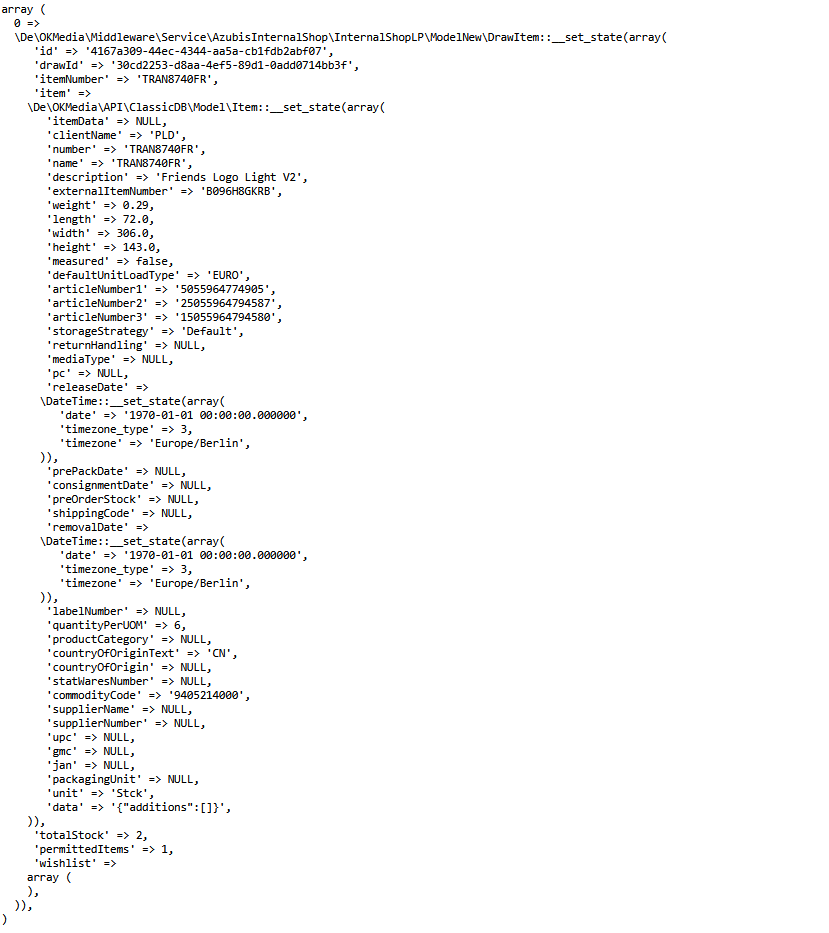 array (
0 =>
\De\OKMedia\Middleware\Service\AzubisInternalShop\InternalShopLP\ModelNew\DrawItem::__set_state(array(
'id' => '4167a309-44ec-4344-aa5a-cb1fdb2abf07',
'drawId' => '30cd2253-d8aa-4ef5-89d1-0add0714bb3f',
'itemNumber' => 'TRAN8740FR',
'item' =>
\De\OKMedia\API\ClassicDB\Model\Item::__set_state(array(
'itemData' => NULL,
'clientName' => 'PLD',
'number' => 'TRAN8740FR',
'name' => 'TRAN8740FR',
'description' => 'Friends Logo Light V2',
'externalItemNumber' => 'B096H8GKRB',
'weight' => 0.29,
'length' => 72.0,
'width' => 306.0,
'height' => 143.0,
'measured' => false,
'defaultUnitLoadType' => 'EURO',
'articleNumber1' => '5055964774905',
'articleNumber2' => '25055964794587',
'articleNumber3' => '15055964794580',
'storageStrategy' => 'Default',
'returnHandling' => NULL,
'mediaType' => NULL,
'pc' => NULL,
'releaseDate' =>
\DateTime::__set_state(array(
'date' => '1970-01-01 00:00:00.000000',
'timezone_type' => 3,
'timezone' => 'Europe/Berlin',
)),
'prePackDate' => NULL,
'consignmentDate' => NULL,
'preOrderStock' => NULL,
'shippingCode' => NULL,
'removalDate' =>
\DateTime::__set_state(array(
'date' => '1970-01-01 00:00:00.000000',
'timezone_type' => 3,
'timezone' => 'Europe/Berlin',
)),
'labelNumber' => NULL,
'quantityPerUOM' => 6,
'productCategory' => NULL,
'countryOfOriginText' => 'CN',
'countryOfOrigin' => NULL,
'statWaresNumber' => NULL,
'commodityCode' => '9405214000',
'supplierName' => NULL,
'supplierNumber' => NULL,
'upc' => NULL,
'gmc' => NULL,
'jan' => NULL,
'packagingUnit' => NULL,
'unit' => 'Stck',
'data' => '{"additions":[]}',
)),
'totalStock' => 2,
'permittedItems' => 1,
'wishlist' =>
array (
),
)),
)